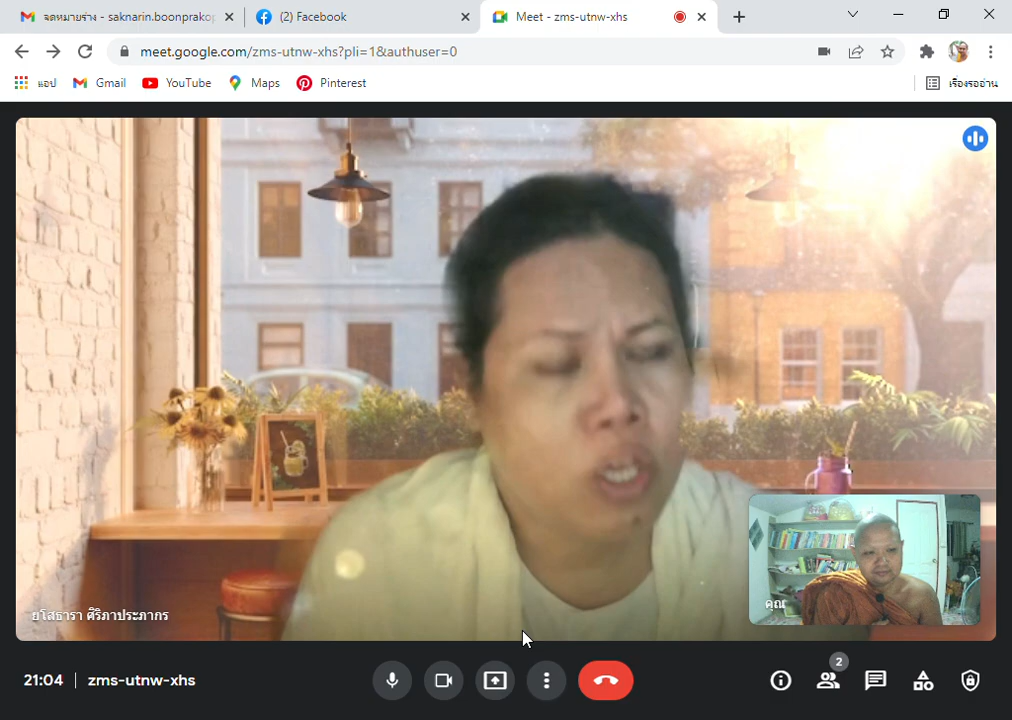 จดหมายร่าง - saknarin.boonprako
(2) Facebook
Meet - zms-utnw-xhs
meet.google.com/zms-utnw-xhs?pli=1&authuser=0
แอป Gmail YouTube Maps Pinterest เรื่องรออ่าน
ยโสธารา ศิริภาประภากร
คุณ
21:04 zms-utnw-xhs
2